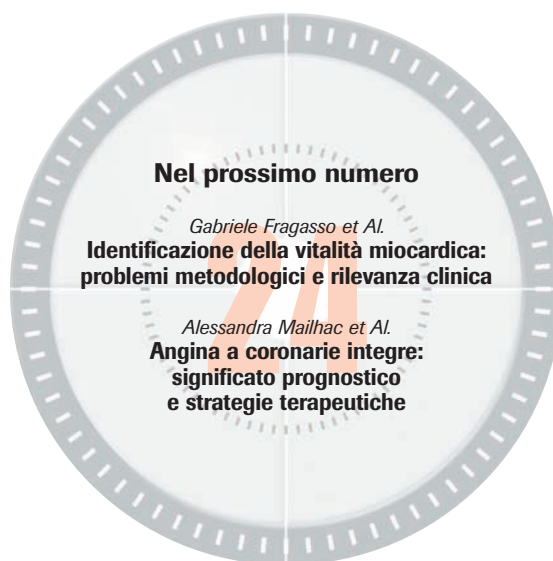 Nel prossimo numero
24
Gabriele Fragasso et Al.
Identificazione della vitalità miocardica:
problemi metodologici e rilevanza clinica
Alessandra Mailhac et Al.
Angina a coronarie integre:
significato prognostico
e strategie terapeutiche